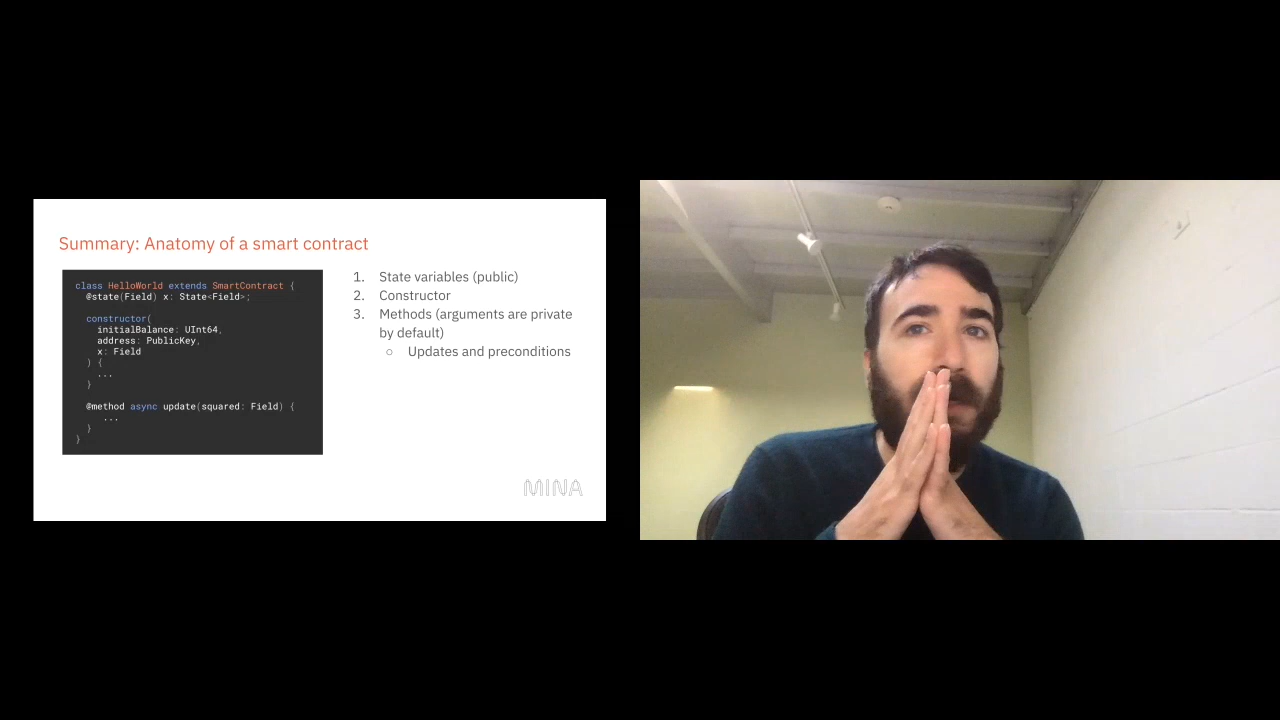 Summary: Anatomy of a smart contract
class HelloWorld extends SmartContract {
@state(Field) x: State<Field>;
constructor(
initialBalance: UInt64,
address: PublicKey,
x: Field
) {
...
}
@method async update(squared: Field) {
...
}
}
1. State variables (public)
2. Constructor
3. Methods (arguments are private
by default)
○ Updates and preconditions
MINA